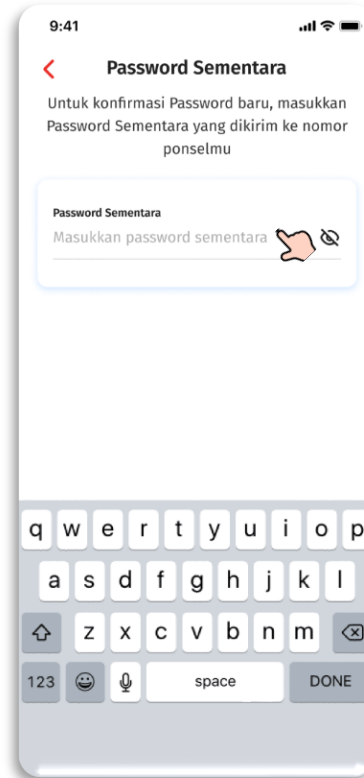 9:41
Password Sementara
Untuk konfirmasi Password baru, masukkan
Password Sementara yang dikirim ke nomor
ponselmu
Password Sementara
Masukkan password sementara
q w e r t y u i o p
a s d f g h j k l
z x c v b n m
123 space DONE